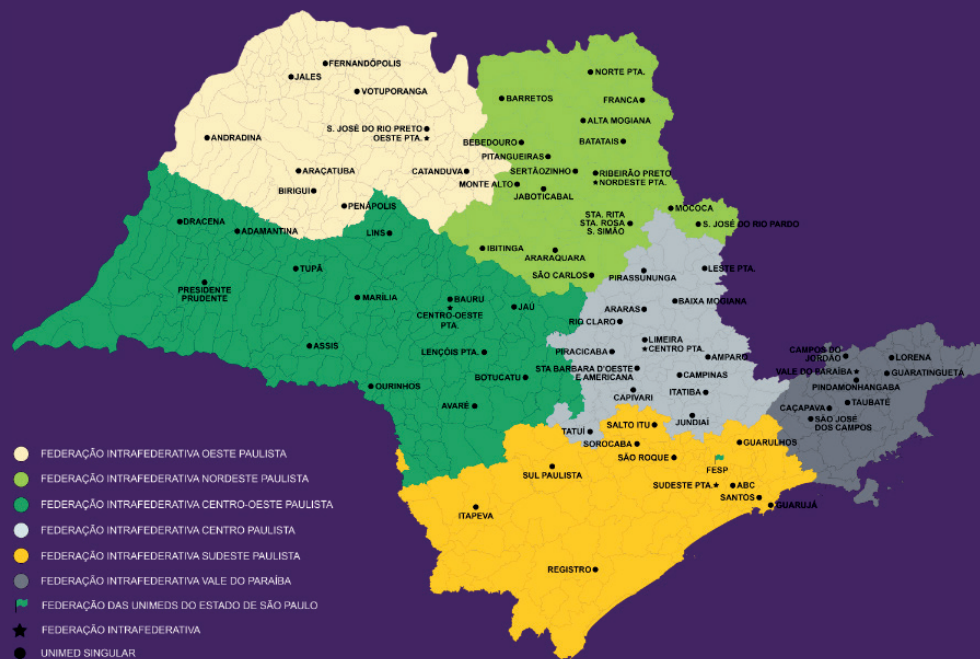 FERNANDÓPOLIS
JALES
VOTUPORANGA
ANDRADINA
S. JOSÉ DO RIO PRETO
OESTE PTA.
ARAÇATUBA
CATANDUVA
BIRIGUI
PENÁPOLIS
NORTE PTA.
BARRETOS
FRANCA
ALTA MOGIANA
BEBEDOURO
BATATAIS
PITANGUEIRAS
SERTÃOZINHO
RIBEIRÃO PRETO
NORDESTE PTA.
MONTE ALTO
JABOTICABAL
MOCOCA
STA. RITA
STA. ROSA
S. SIMÃO
S. JOSÉ DO RIO PARDO
IBITINGA
ARARAQUARA
SÃO CARLOS
DRACENA
ADAMANTINA
LINS
TUPÃ
PRESIDENTE
PRUDENTE
MARÍLIA
BAURU
CENTRO-OESTE
PTA.
JAÚ
ASSIS
LENÇÓIS PTA.
OURINHOS
BOTUCATU
AVARÉ
PIRASSUNUNGA
LESTE PTA.
ARARAS
BAIXA MOGIANA
RIO CLARO
LIMEIRA
CENTRO PTA.
PIRACICABA
AMPARO
STA BARBARA D'OESTE
E AMERICANA
CAMPINAS
CAPIVARI
ITATIBA
TATUÍ
JUNDIAÍ
CAMPOS DO
JORDÃO
LORENA
VALE DO PARAÍBA
GUARATINGUETÁ
PINDAMONHANGABA
CAÇAPAVA
TAUBATÉ
SÃO JOSÉ
DOS CAMPOS
SALTO ITU
SOROCABA
GUARULHOS
SÃO ROQUE
SUL PAULISTA
FESP
SUDESTE PTA.
ABC
SANTOS
GUARUJÁ
ITAPEVA
REGISTRO
FEDERAÇÃO INTRAFEDERATIVA OESTE PAULISTA
FEDERAÇÃO INTRAFEDERATIVA NORDESTE PAULISTA
FEDERAÇÃO INTRAFEDERATIVA CENTRO-OESTE PAULISTA
FEDERAÇÃO INTRAFEDERATIVA CENTRO PAULISTA
FEDERAÇÃO INTRAFEDERATIVA SUDESTE PAULISTA
FEDERAÇÃO INTRAFEDERATIVA VALE DO PARAÍBA
FEDERAÇÃO DAS UNIMEDS DO ESTADO DE SÃO PAULO
FEDERAÇÃO INTRAFEDERATIVA
UNIMED SINGULAR